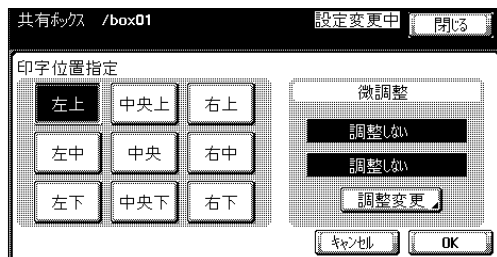 共有ﾎﾞｯｸｽ /box01 設定変更中 閉じる
印字位置指定
左上 中央上 右上
左中 中央 右中
左下 中央下 右下
微調整
調整しない
調整しない
調整変更
ｷｬﾝｾﾙ OK